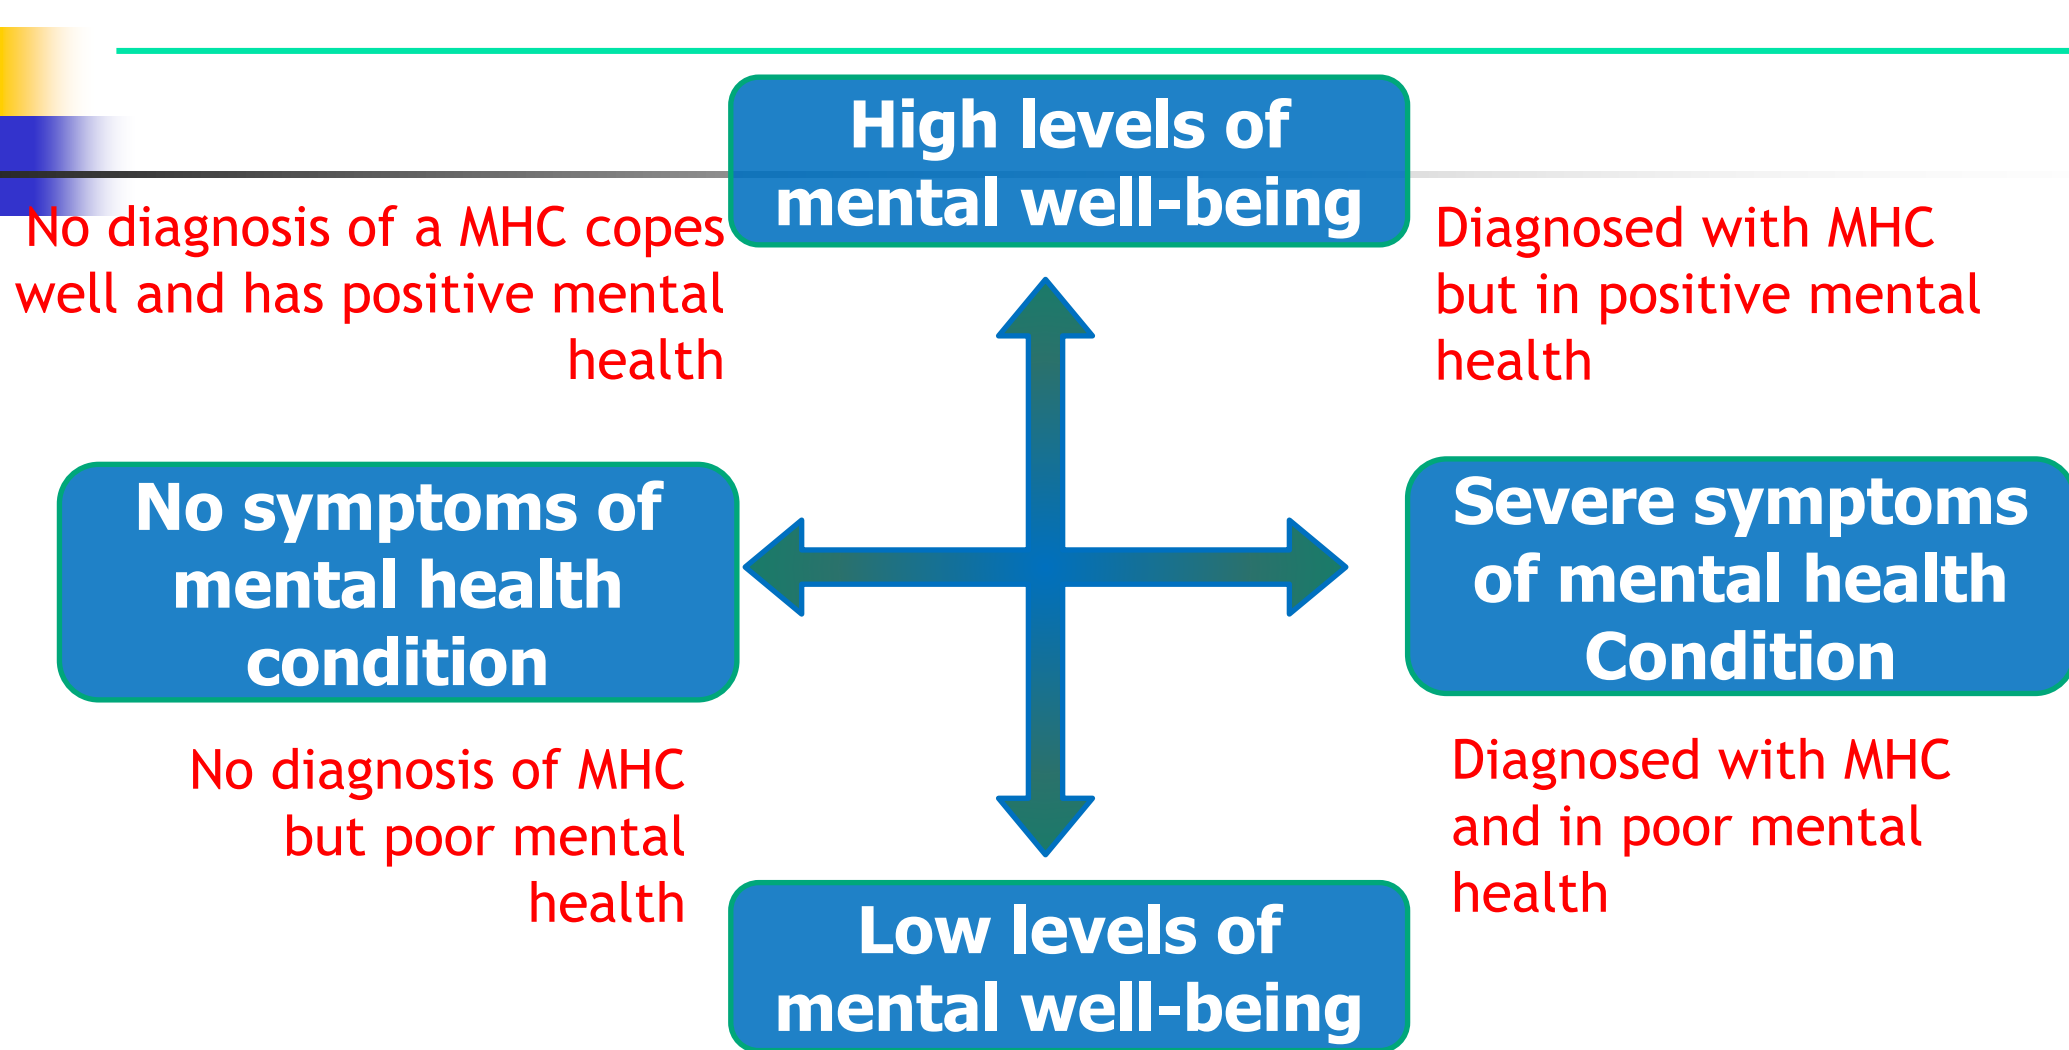 High levels of
mental well-being
No diagnosis of a MHC copes
well and has positive mental
health
Diagnosed with MHC
but in positive mental
health
No symptoms of
mental health
condition
Severe symptoms
of mental health
Condition
No diagnosis of MHC
but poor mental
health
Diagnosed with MHC
and in poor mental
health
Low levels of
mental well-being